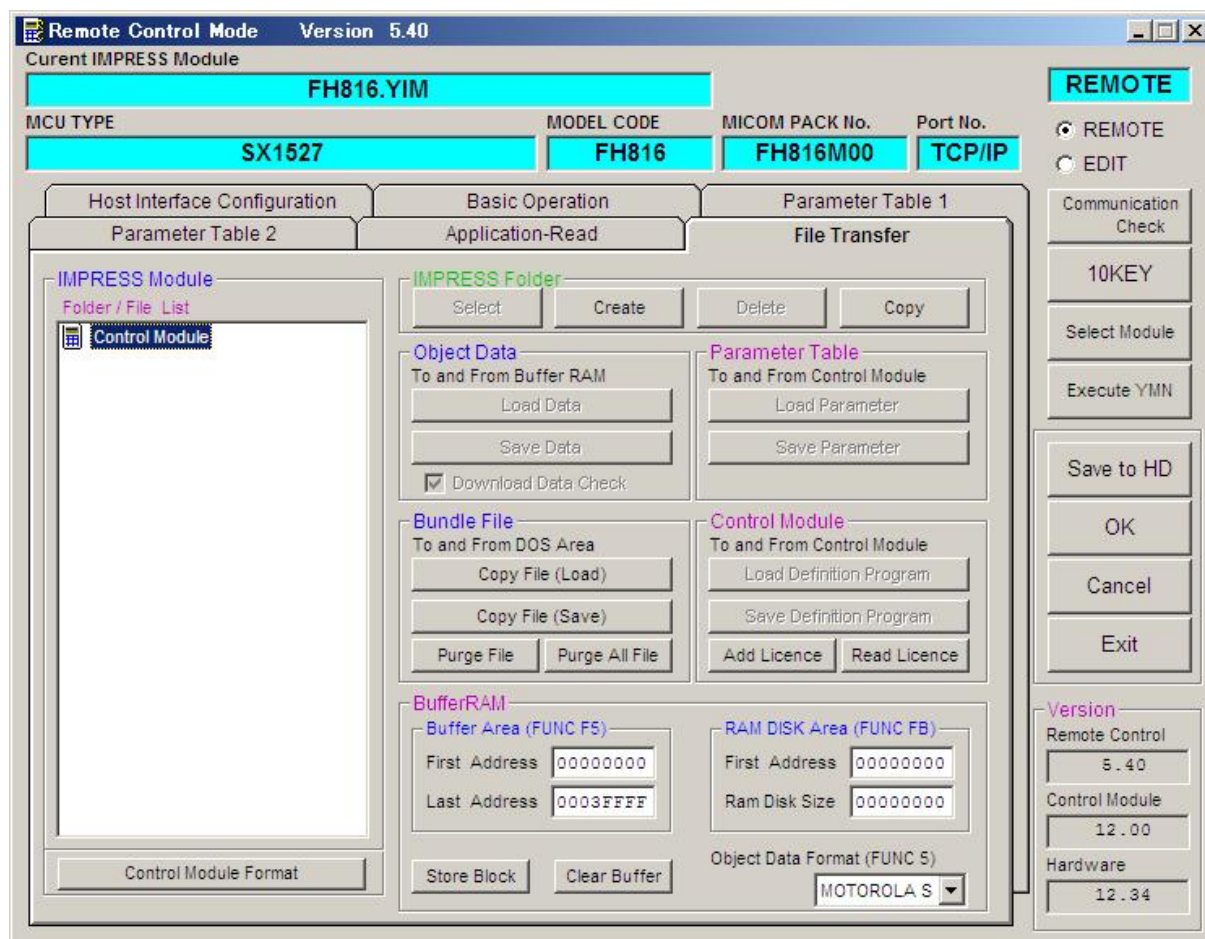 Remote Control Mode Version 5.40
Curent IMPRESS Module
FH816.YIM
REMOTE
MCU TYPE
MODEL CODE
MICOM PACK No.
Port No.
SX1527
FH816
FH816M00
TCP/IP
REMOTE
EDIT
Host Interface Configuration
Basic Operation
Parameter Table 1
Parameter Table 2
Application-Read
File Transfer
IMPRESS Module
Folder / File List
Control Module
Control Module Format
IMPRESS Folder
Select
Create
Delete
Copy
Object Data
To and From Buffer RAM
Load Data
Save Data
Download Data Check
Parameter Table
To and From Control Module
Load Parameter
Save Parameter
Bundle File
To and From DOS Area
Copy File (Load)
Copy File (Save)
Purge File
Purge All File
Control Module
To and From Control Module
Load Definition Program
Save Definition Program
Add Licence
Read Licence
BufferRAM
Buffer Area (FUNC F5)
First Address 00000000
Last Address 0003FFFF
RAM DISK Area (FUNC FB)
First Address 00000000
Ram Disk Size 00000000
Store Block
Clear Buffer
Object Data Format (FUNC 5)
MOTOROLA S
Communication
Check
10KEY
Select Module
Execute YMN
Save to HD
OK
Cancel
Exit
Version
Remote Control
5.40
Control Module
12.00
Hardware
12.34